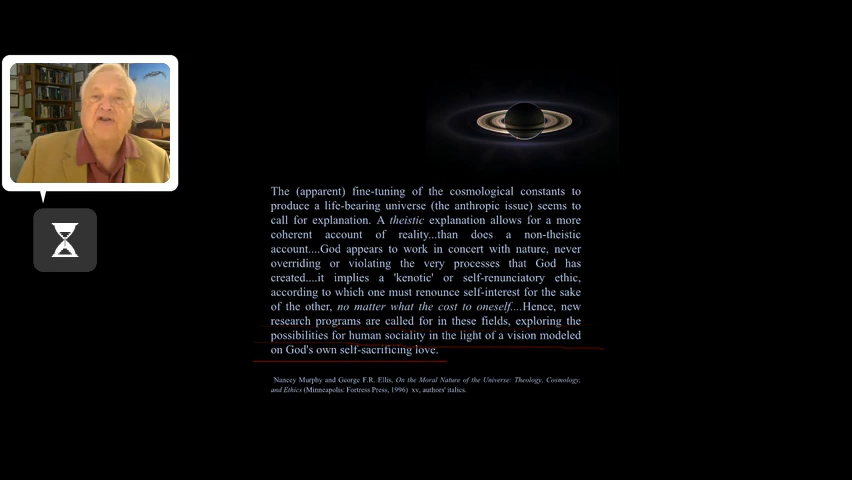 The (apparent) fine-tuning of the cosmological constants to
produce a life-bearing universe (the anthropic issue) seems to
call for explanation. A theistic explanation allows for a more
coherent account of reality...than does a non-theistic
account....God appears to work in concert with nature, never
overriding or violating the very processes that God has
created....it implies a 'kenotic' or self-renunciatory ethic,
according to which one must renounce self-interest for the sake
of the other, no matter what the cost to oneself....Hence, new
research programs are called for in these fields, exploring the
possibilities for human sociality in the light of a vision modeled
on God's own self-sacrificing love.
Nancey Murphy and George F.R. Ellis, On the Moral Nature of the Universe: Theology, Cosmology,
and Ethics (Minneapolis: Fortress Press, 1996) xv, authors' italics.